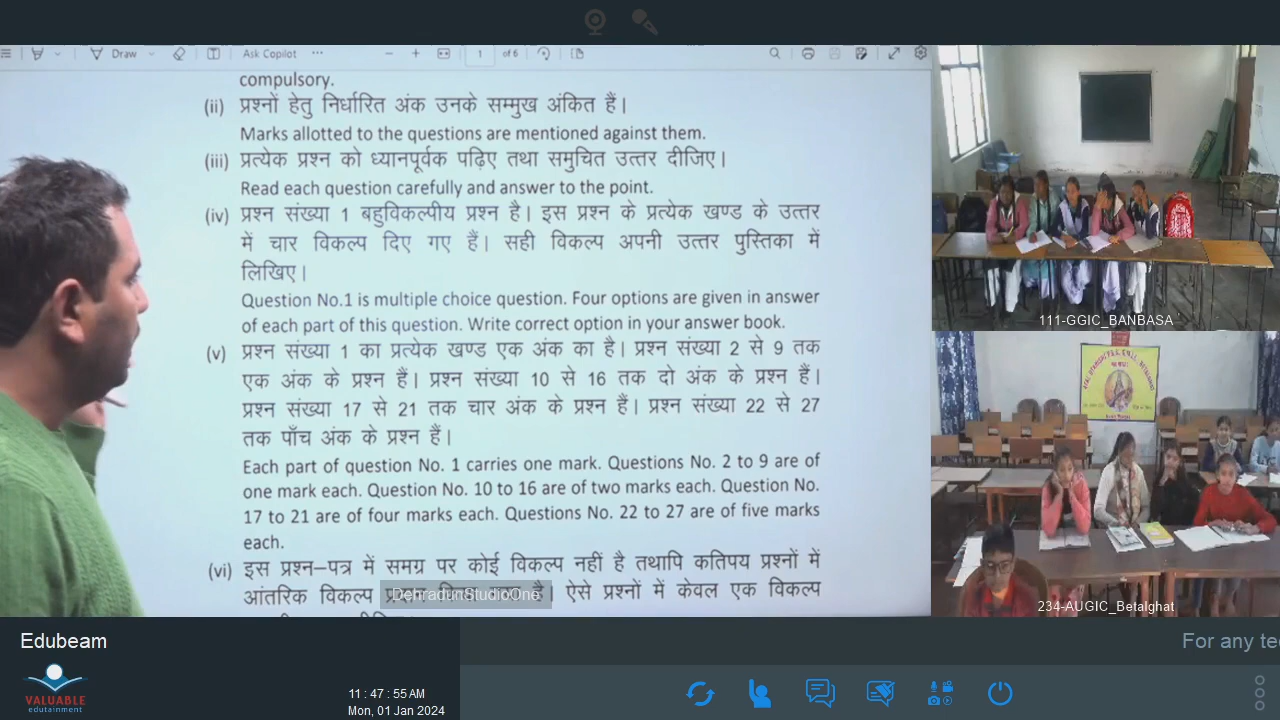 Draw
Ask Copilot
1
of 6
compulsory.
(ii) प्रश्नों हेतु निर्धारित अंक उनके सम्मुख अंकित हैं।
Marks allotted to the questions are mentioned against them.
(iii) प्रत्येक प्रश्न को ध्यानपूर्वक पढ़िए तथा समुचित उत्तर दीजिए।
Read each question carefully and answer to the point.
(iv) प्रश्न संख्या 1 बहुविकल्पीय प्रश्न है। इस प्रश्न के प्रत्येक खण्ड के उत्तर
में चार विकल्प दिए गए हैं। सही विकल्प अपनी उत्तर पुस्तिका में
लिखिए।
Question No.1 is multiple choice question. Four options are given in answer
of each part of this question. Write correct option in your answer book.
(v) प्रश्न संख्या 1 का प्रत्येक खण्ड एक अंक का है। प्रश्न संख्या 2 से 9 तक
एक अंक के प्रश्न हैं। प्रश्न संख्या 10 से 16 तक दो अंक के प्रश्न हैं।
प्रश्न संख्या 17 से 21 तक चार अंक के प्रश्न हैं। प्रश्न संख्या 22 से 27
तक पाँच अंक के प्रश्न हैं।
Each part of question No. 1 carries one mark. Questions No. 2 to 9 are of
one mark each. Question No. 10 to 16 are of two marks each. Question No.
17 to 21 are of four marks each. Questions No. 22 to 27 are of five marks
each.
(vi) इस प्रश्न–पत्र में समग्र पर कोई विकल्प नहीं है तथापि कतिपय प्रश्नों में
आंतरिक विकल्प है। ऐसे प्रश्नों में केवल एक विकल्प
DehradunStudioOne
111-GGIC_BANBASA
234-AUGIC_Betalghat
Edubeam
VALUABLE
edutainment
11 : 47 : 55 AM
Mon, 01 Jan 2024
For any te